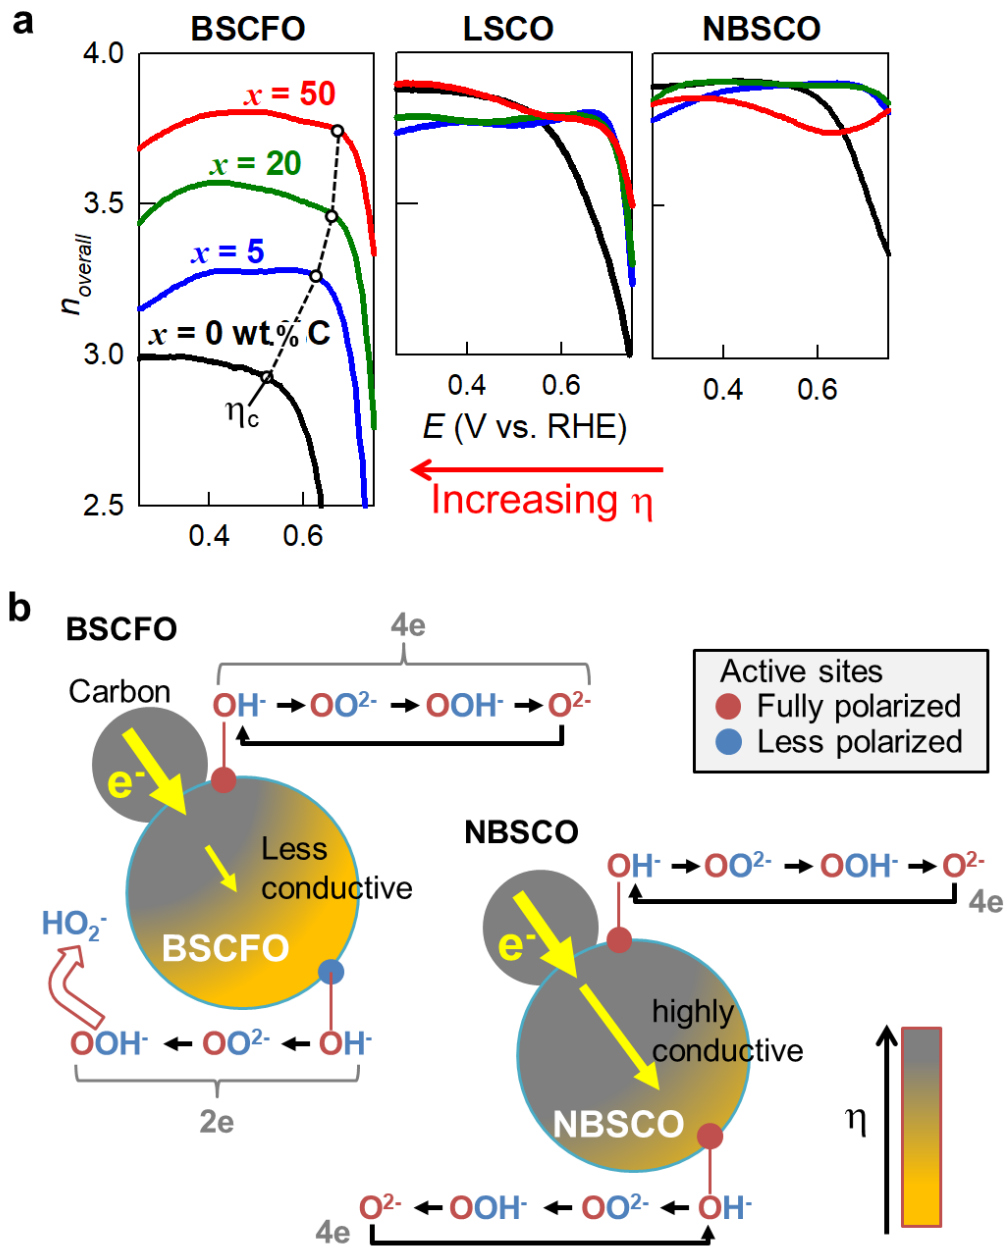 a
BSCFO
LSCO
NBSCO
4.0
3.5
3.0
2.5
n overall
x = 50
x = 20
x = 5
x = 0 wt.% C
ηc
0.4 0.6
0.4 0.6
0.4 0.6
E (V vs. RHE)
Increasing η
b
BSCFO
4e
Carbon
OH⁻ → OO²⁻ → OOH⁻ → O²⁻
e⁻
Less
conductive
BSCFO
HO₂⁻
OOH⁻ ← OO²⁻ ← OH⁻
2e
Active sites
Fully polarized
Less polarized
NBSCO
OH⁻ → OO²⁻ → OOH⁻ → O²⁻
4e
e⁻
highly
conductive
NBSCO
O²⁻ ← OOH⁻ ← OO²⁻ ← OH⁻
4e
η